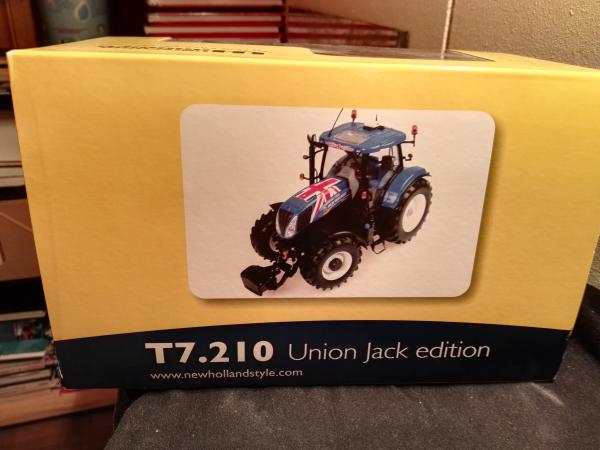 T7.210 Union Jack edition
www.newhollandstyle.com